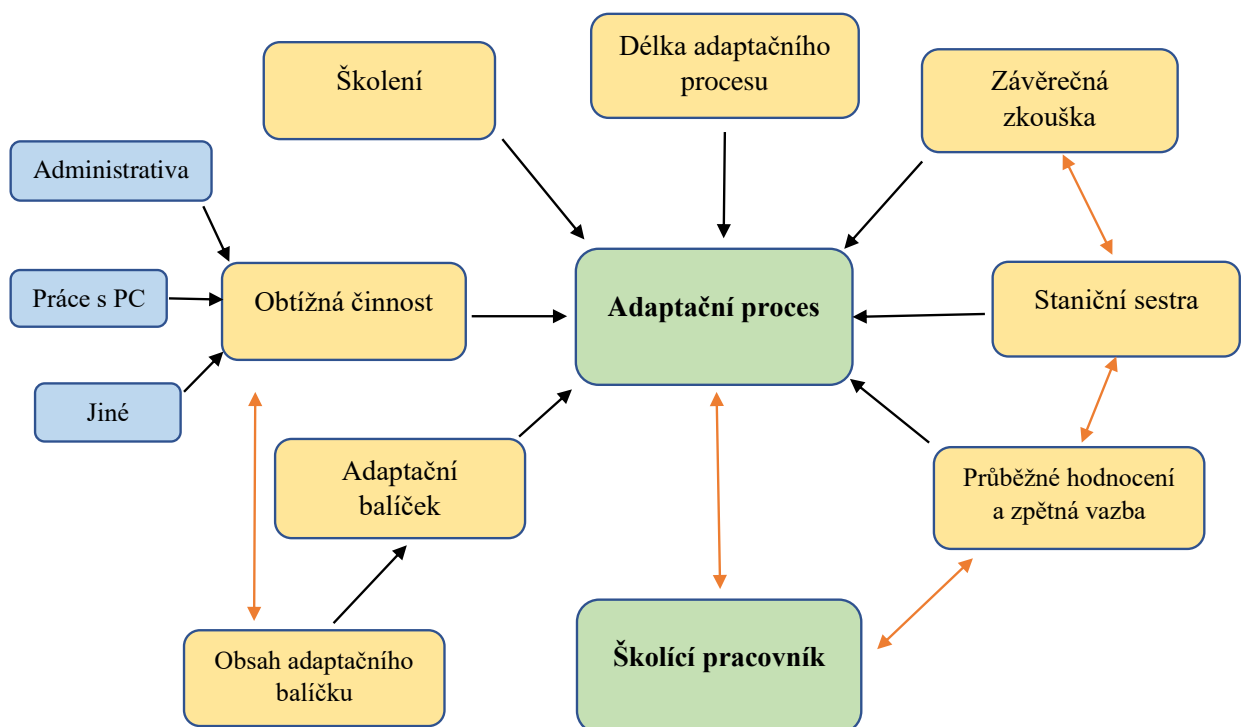 Školení
Délka adaptačního
procesu
Závěrečná
zkouška
Administrativa
Práce s PC
Jiné
Obtížná činnost
Adaptační proces
Staniční sestra
Adaptační
balíček
Průběžné hodnocení
a zpětná vazba
Obsah adaptačního
balíčku
Školící pracovník